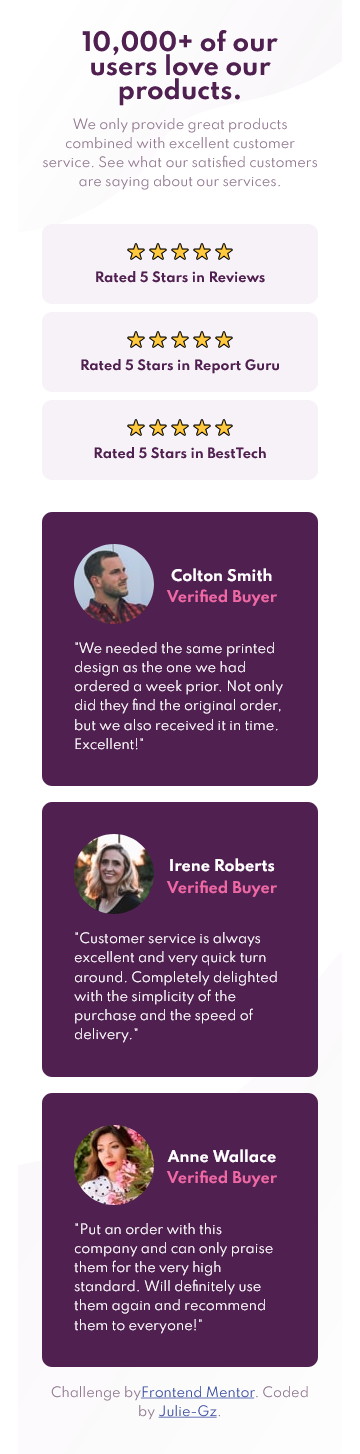 10,000+ of our
users love our
products.
We only provide great products
combined with excellent customer
service. See what our satisfied customers
are saying about our services.
Rated 5 Stars in Reviews
Rated 5 Stars in Report Guru
Rated 5 Stars in BestTech
Colton Smith
Verified Buyer
"We needed the same printed
design as the one we had
ordered a week prior. Not only
did they find the original order,
but we also received it in time.
Excellent!"
Irene Roberts
Verified Buyer
"Customer service is always
excellent and very quick turn
around. Completely delighted
with the simplicity of the
purchase and the speed of
delivery."
Anne Wallace
Verified Buyer
"Put an order with this
company and can only praise
them for the very high
standard. Will definitely use
them again and recommend
them to everyone!"
Challenge byFrontend Mentor. Coded
by Julie-Gz.